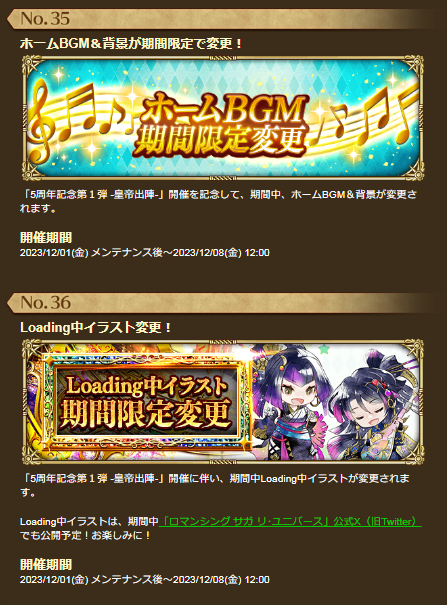 No. 35
ホームBGM＆背景が期間限定で変更！
ホームBGM
期間限定変更
「5周年記念第１弾 -皇帝出陣-」開催を記念して、期間中、ホームBGM＆背景が変更さ
れます。
開催期間
2023/12/01(金) メンテナンス後～2023/12/08(金) 12:00
No. 36
Loading中イラスト変更！
Loading中イラスト
期間限定変更
「5周年記念第１弾 -皇帝出陣-」開催に伴い、期間中Loading中イラストが変更されま
す。
Loading中イラストは、期間中「ロマンシング サガ リ・ユニバース」公式X（旧Twitter）
でも公開予定！お楽しみに！
開催期間
2023/12/01(金) メンテナンス後～2023/12/08(金) 12:00